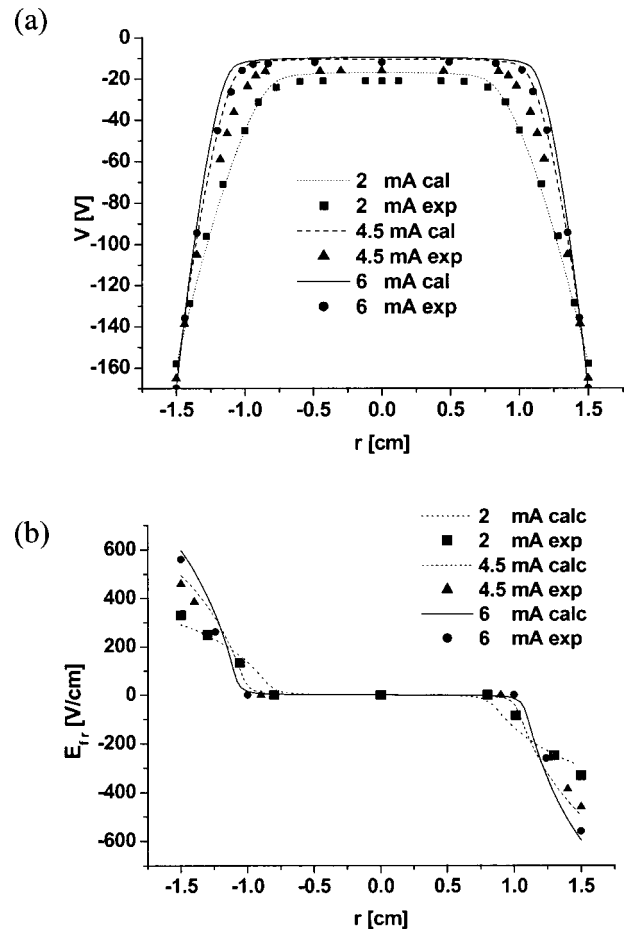 (a)
0
-20
-40
-60
-80
-100
-120
-140
-160
V [V]
2 mA cal
2 mA exp
4.5 mA cal
4.5 mA exp
6 mA cal
6 mA exp
-1.5 -1.0 -0.5 0.0 0.5 1.0 1.5
r [cm]
(b)
2 mA calc
2 mA exp
4.5 mA calc
4.5 mA exp
6 mA calc
6 mA exp
600
400
200
0
-200
-400
-600
E_fr [V/cm]
-1.5 -1.0 -0.5 0.0 0.5 1.0 1.5
r [cm]